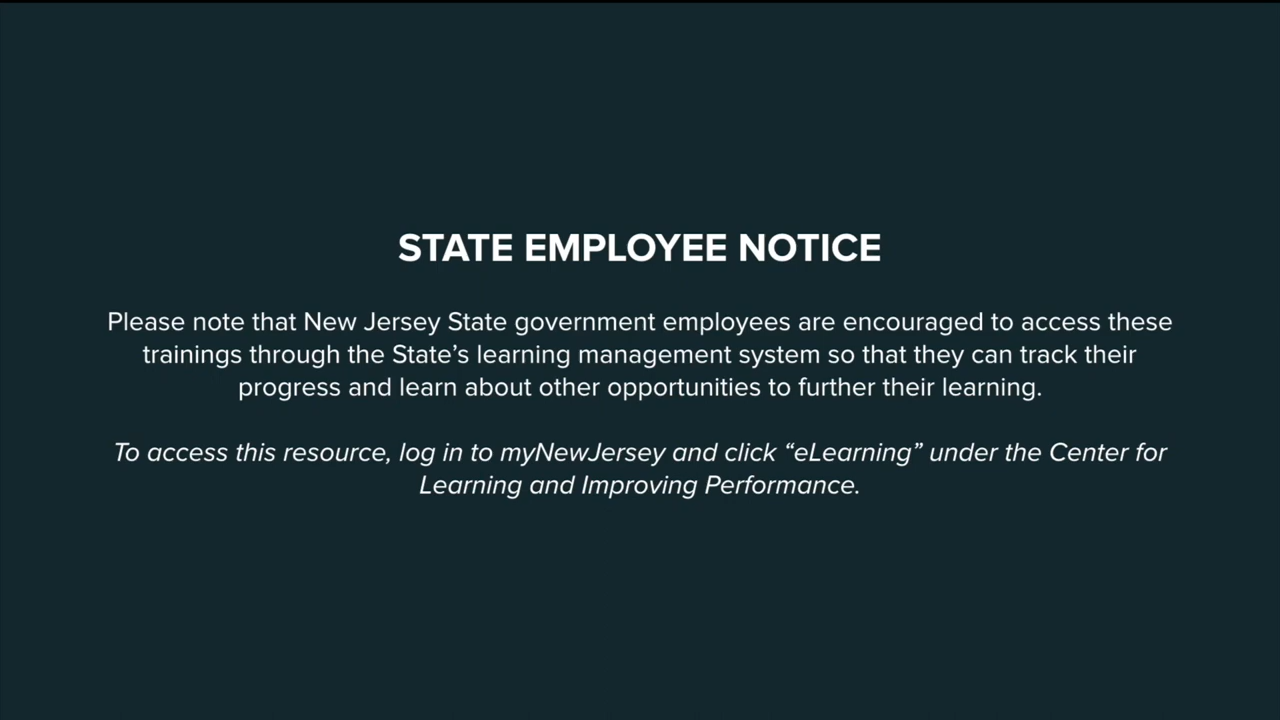 STATE EMPLOYEE NOTICE
Please note that New Jersey State government employees are encouraged to access these
trainings through the State’s learning management system so that they can track their
progress and learn about other opportunities to further their learning.
To access this resource, log in to myNewJersey and click “eLearning” under the Center for
Learning and Improving Performance.